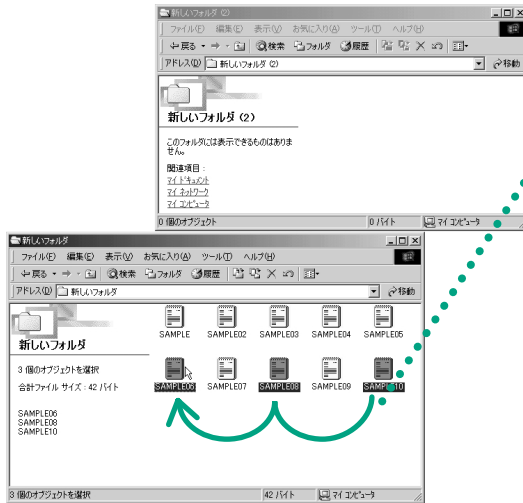 新しいフォルダ (2)
ファイル(F) 編集(E) 表示(V) お気に入り(A) ツール(T) ヘルプ(H)
戻る 検索 フォルダ 履歴
アドレス(D) 新しいフォルダ (2) 移動
新しいフォルダ (2)
このフォルダには表示できるものはありま
せん。
関連項目 :
マイ ドキュメント
マイ ネットワーク
マイ コンピュータ
0 個のオブジェクト 0 バイト マイ コンピュータ
新しいフォルダ
ファイル(F) 編集(E) 表示(V) お気に入り(A) ツール(T) ヘルプ(H)
戻る 検索 フォルダ 履歴
アドレス(D) 新しいフォルダ 移動
新しいフォルダ
3 個のオブジェクトを選択
合計ファイル サイズ : 42 バイト
SAMPLE06
SAMPLE08
SAMPLE10
SAMPLE SAMPLE02 SAMPLE03 SAMPLE04 SAMPLE05
SAMPLE06 SAMPLE07 SAMPLE08 SAMPLE09 SAMPLE10
3 個のオブジェクトを選択 42 バイト マイ コンピュータ